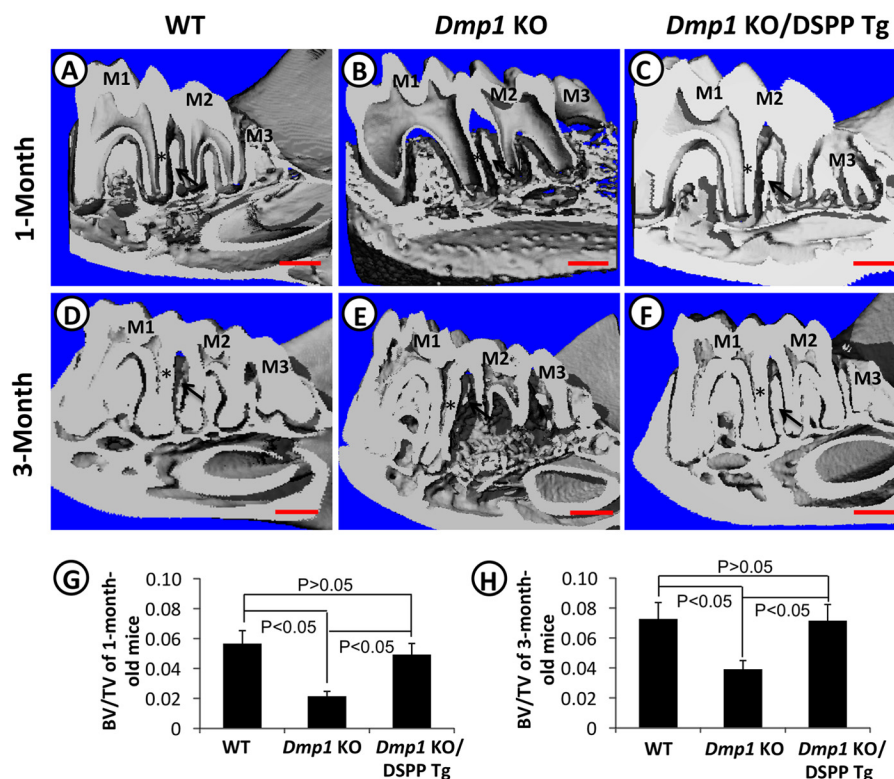 WT
Dmp1 KO
Dmp1 KO/DSPP Tg
1-Month
A
M1
M2
M3
*
B
M1
M2
M3
*
C
M1
M2
M3
*
3-Month
D
M1
M2
M3
*
E
M1
M2
M3
*
F
M1
M2
M3
*
G
BV/TV of 1-month-
old mice
0.10
0.08
0.06
0.04
0.02
0
P>0.05
P<0.05
P<0.05
WT
Dmp1 KO
Dmp1 KO/
DSPP Tg
H
BV/TV of 3-month-
old mice
0.10
0.08
0.06
0.04
0.02
0.00
P>0.05
P<0.05
P<0.05
WT
Dmp1 KO
Dmp1 KO/
DSPP Tg